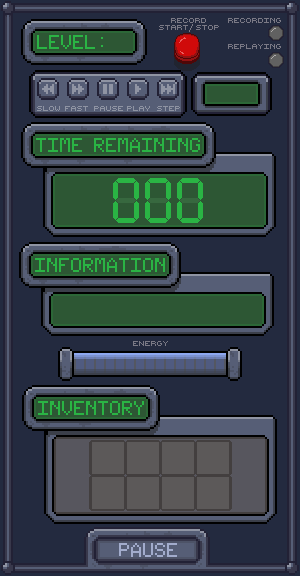 LEVEL:
RECORD
START/STOP
RECORDING
REPLAYING
SLOW FAST PAUSE PLAY STEP
TIME REMAINING
000
INFORMATION
ENERGY
INVENTORY
PAUSE